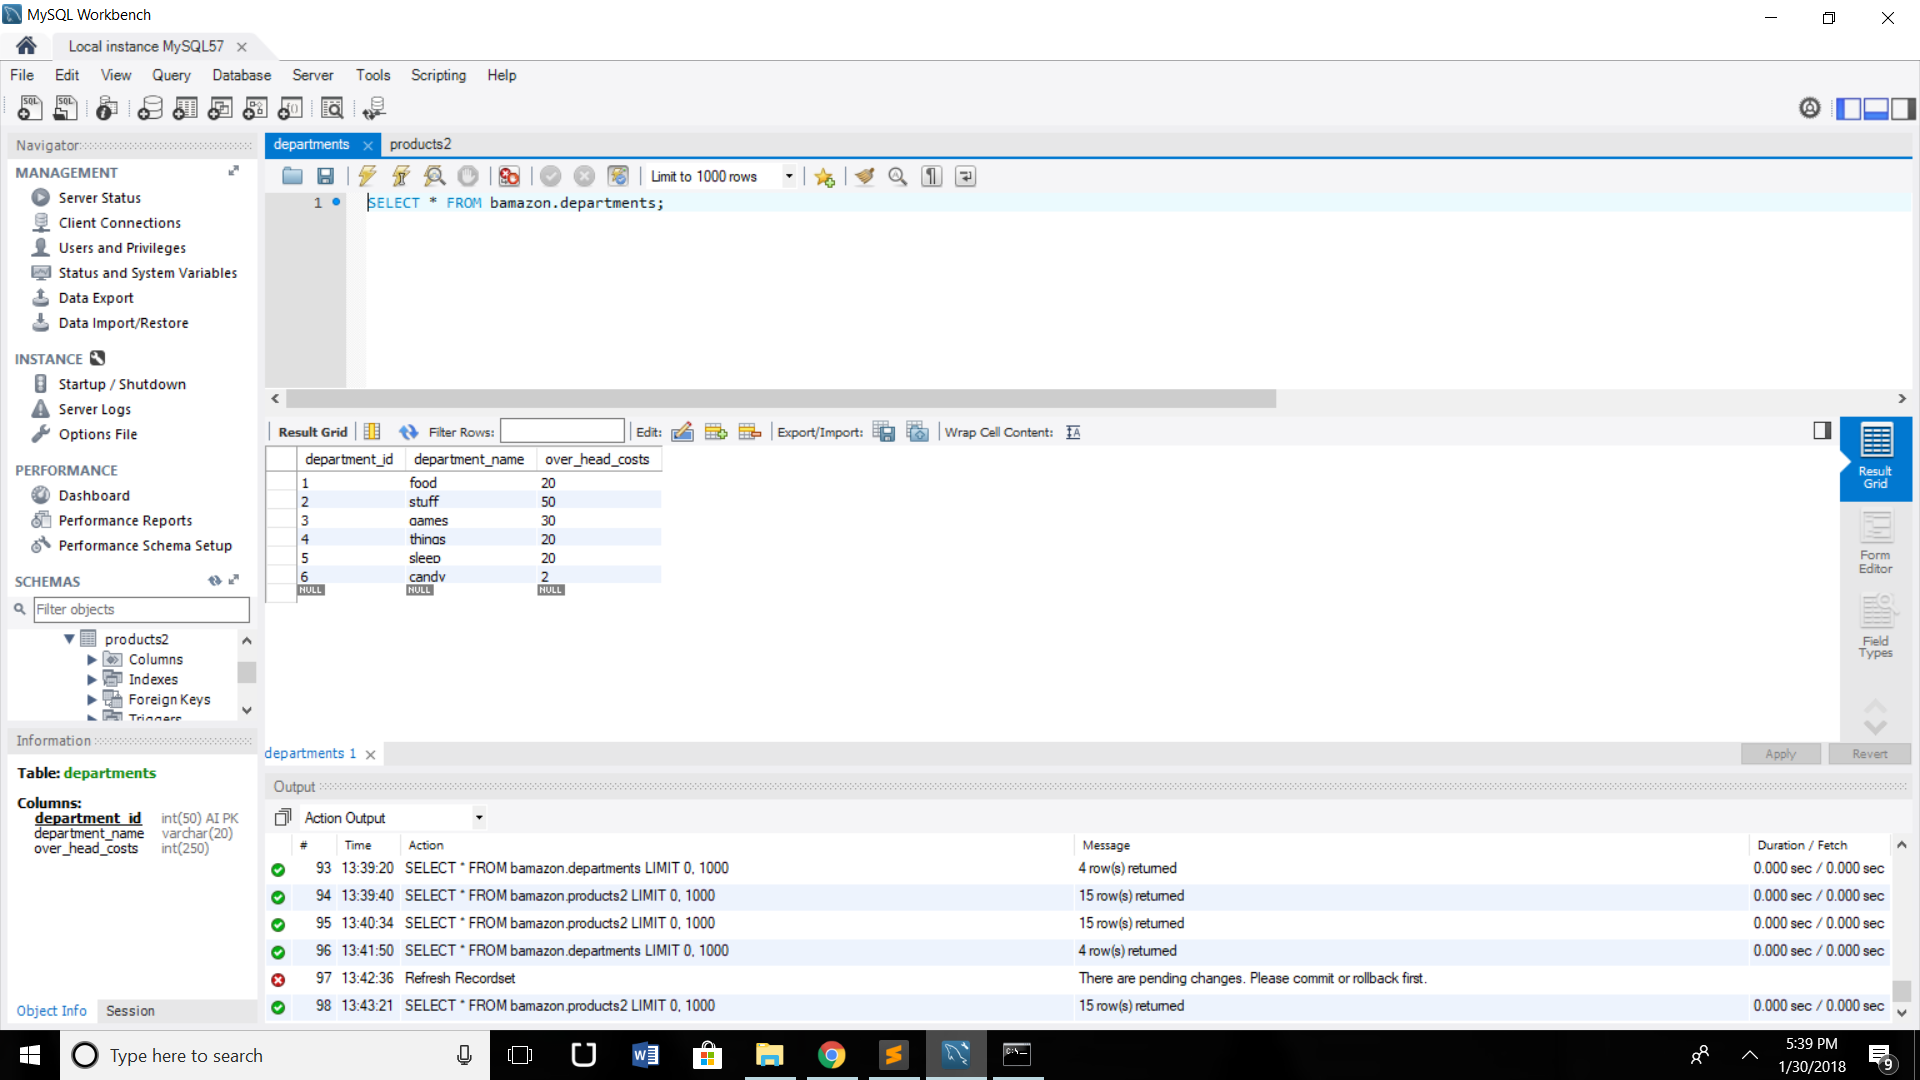 MySQL Workbench
Local instance MySQL57
File Edit View Query Database Server Tools Scripting Help
Navigator
MANAGEMENT
Server Status
Client Connections
Users and Privileges
Status and System Variables
Data Export
Data Import/Restore
INSTANCE
Startup / Shutdown
Server Logs
Options File
PERFORMANCE
Dashboard
Performance Reports
Performance Schema Setup
SCHEMAS
Filter objects
products2
Columns
Indexes
Foreign Keys
Triggers
Information
Table: departments
Columns:
department_id int(50) AI PK
department_name varchar(20)
over_head_costs int(250)
Object Info Session
departments products2
Limit to 1000 rows
1 SELECT * FROM bamazon.departments;
Result Grid Filter Rows: Edit: Export/Import: Wrap Cell Content:
department_id department_name over_head_costs
1 food 20
2 stuff 50
3 games 30
4 things 20
5 sleep 20
6 candy 2
NULL NULL NULL
Result Grid
Form Editor
Field Types
departments 1
Apply Revert
Output
Action Output
# Time Action Message Duration / Fetch
93 13:39:20 SELECT * FROM bamazon.departments LIMIT 0, 1000 4 row(s) returned 0.000 sec / 0.000 sec
94 13:39:40 SELECT * FROM bamazon.products2 LIMIT 0, 1000 15 row(s) returned 0.000 sec / 0.000 sec
95 13:40:34 SELECT * FROM bamazon.products2 LIMIT 0, 1000 15 row(s) returned 0.000 sec / 0.000 sec
96 13:41:50 SELECT * FROM bamazon.departments LIMIT 0, 1000 4 row(s) returned 0.000 sec / 0.000 sec
97 13:42:36 Refresh Recordset There are pending changes. Please commit or rollback first.
98 13:43:21 SELECT * FROM bamazon.products2 LIMIT 0, 1000 15 row(s) returned 0.000 sec / 0.000 sec
Type here to search
5:39 PM
1/30/2018
9